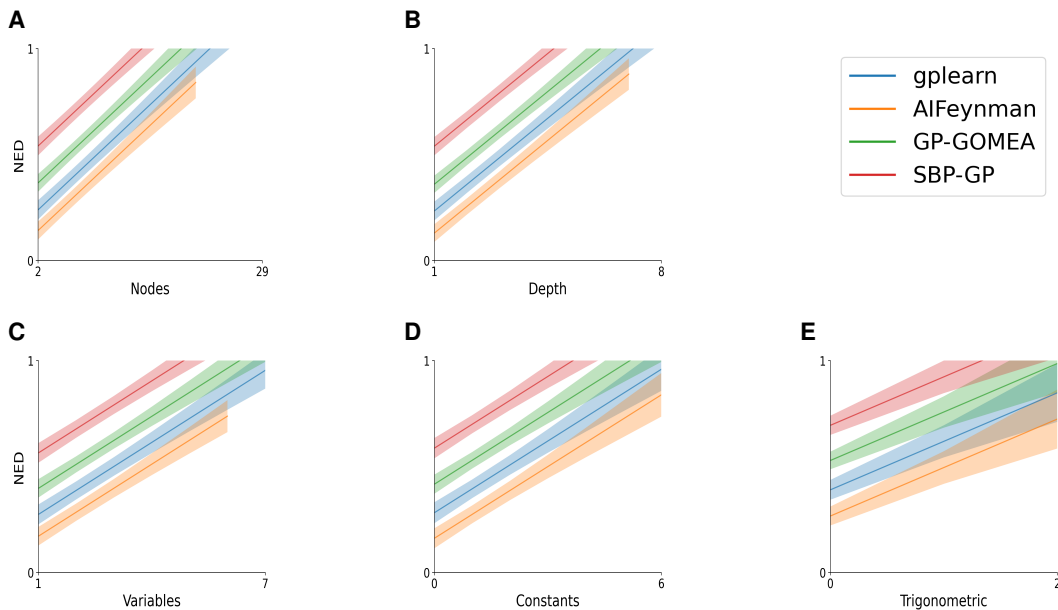 A
B
1
NED
0
2
29
Nodes
1
0
1
8
Depth
gplearn
AIFeynman
GP-GOMEA
SBP-GP
C
D
E
1
NED
0
1
7
Variables
1
0
0
6
Constants
1
0
0
2
Trigonometric